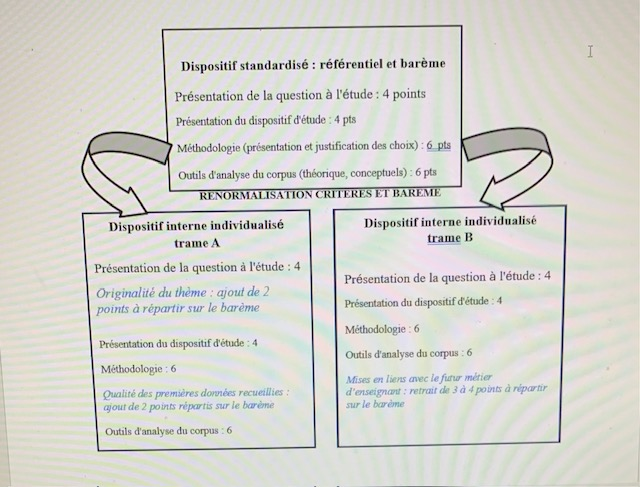 Dispositif standardisé : référentiel et barème
Présentation de la question à l'étude : 4 points
Présentation du dispositif d'étude : 4 pts
Méthodologie (présentation et justification des choix) : 6 pts
Outils d'analyse du corpus (théorique, conceptuels) : 6 pts
RENORMALISATION CRITERES ET BAREME
Dispositif interne individualisé
trame A
Présentation de la question à l'étude : 4
Originalité du thème : ajout de 2
points à répartir sur le barème
Présentation du dispositif d'étude : 4
Méthodologie : 6
Qualité des premières données recueillies :
ajout de 2 points répartis sur le barème
Outils d'analyse du corpus : 6
Dispositif interne individualisé
trame B
Présentation de la question à l'étude : 4
Présentation du dispositif d'étude : 4
Méthodologie : 6
Outils d'analyse du corpus : 6
Mises en liens avec le futur métier
d'enseignant : retrait de 3 à 4 points à répartir
sur le barème